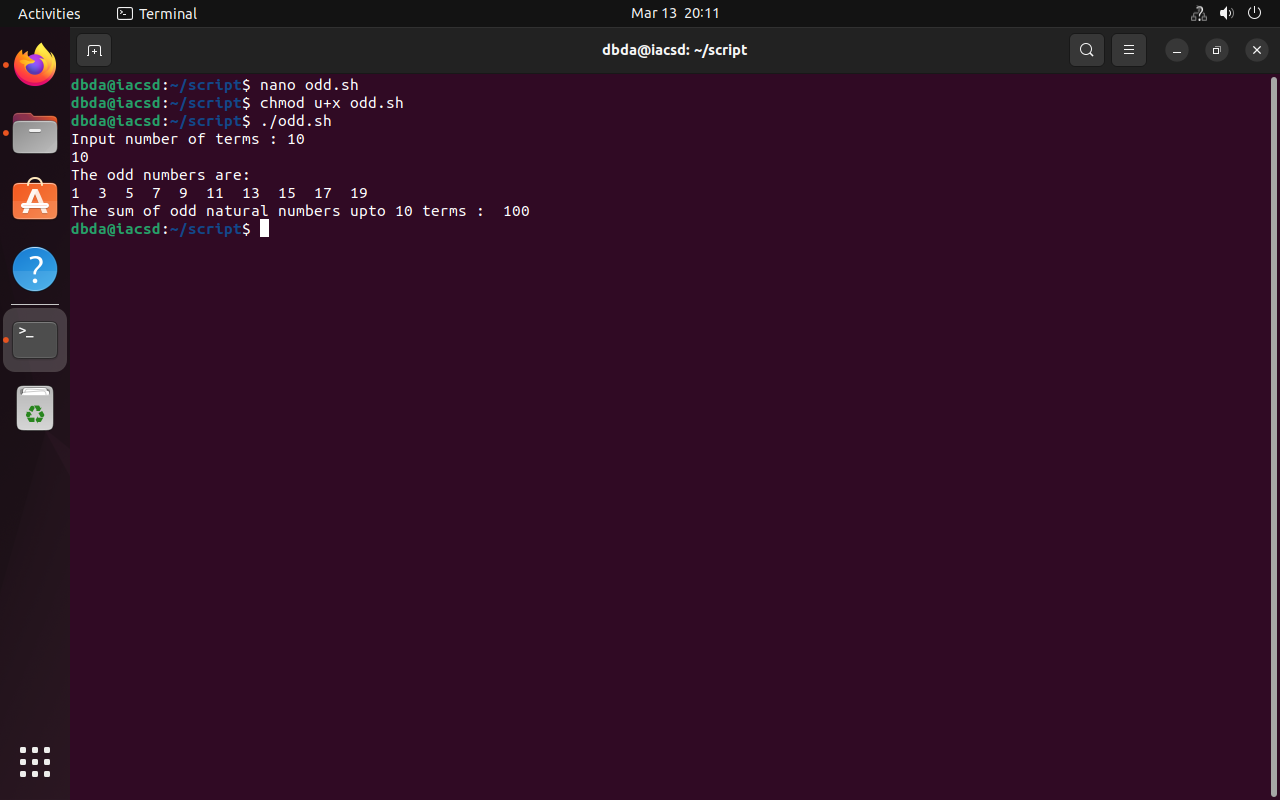 Activities Terminal Mar 13 20:11
dbda@iacsd: ~/script
dbda@iacsd:~/script$ nano odd.sh
dbda@iacsd:~/script$ chmod u+x odd.sh
dbda@iacsd:~/script$ ./odd.sh
Input number of terms : 10
10
The odd numbers are:
1  3  5  7  9  11  13  15  17  19
The sum of odd natural numbers upto 10 terms :  100
dbda@iacsd:~/script$